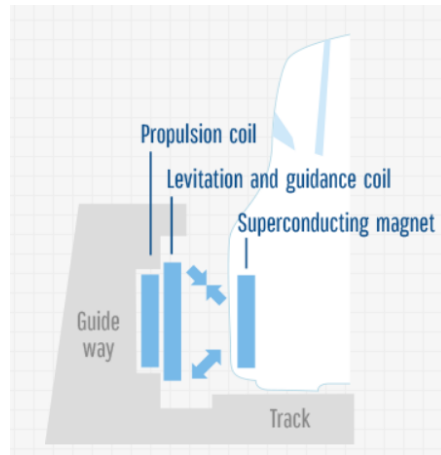 Propulsion coil
Levitation and guidance coil
Superconducting magnet
Guide
way
Track